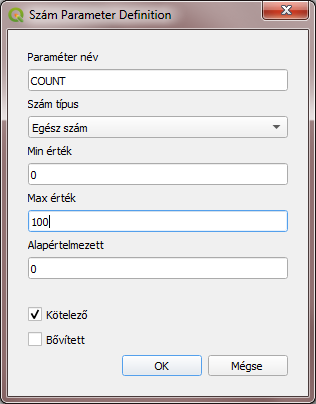 Szám Parameter Definition
Paraméter név
COUNT
Szám típus
Egész szám
Min érték
0
Max érték
100
Alapértelmezett
0
Kötelező
Bővített
OK
Mégse